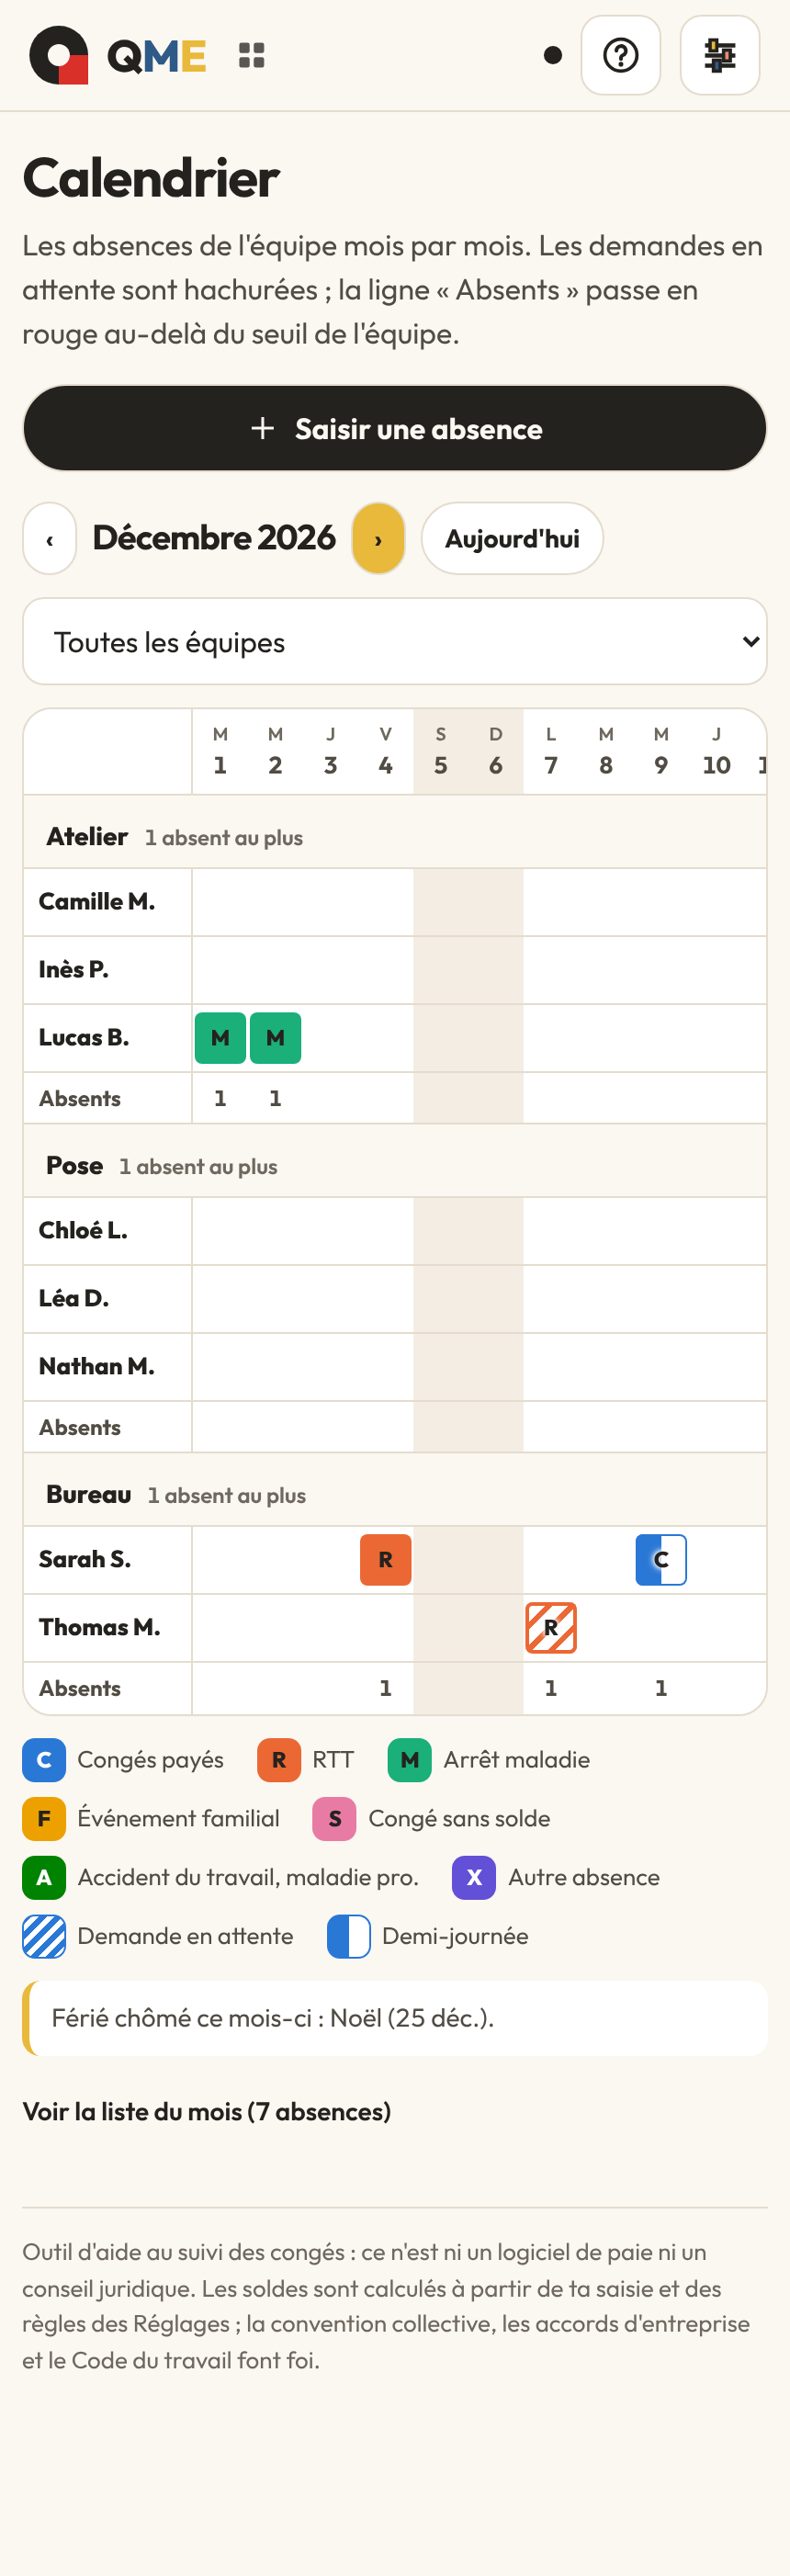 QME
Calendrier
Les absences de l'équipe mois par mois. Les demandes en
attente sont hachurées ; la ligne « Absents » passe en
rouge au-delà du seuil de l'équipe.
+ Saisir une absence
‹ Décembre 2026 › Aujourd'hui
Toutes les équipes
M M J V S D L M M J
1 2 3 4 5 6 7 8 9 10
Atelier 1 absent au plus
Camille M.
Inès P.
Lucas B. M M
Absents 1 1
Pose 1 absent au plus
Chloé L.
Léa D.
Nathan M.
Absents
Bureau 1 absent au plus
Sarah S. R C
Thomas M. R
Absents 1 1 1
C Congés payés R RTT M Arrêt maladie
F Événement familial S Congé sans solde
A Accident du travail, maladie pro. X Autre absence
Demande en attente Demi-journée
Férié chômé ce mois-ci : Noël (25 déc.).
Voir la liste du mois (7 absences)
Outil d'aide au suivi des congés : ce n'est ni un logiciel de paie ni un
conseil juridique. Les soldes sont calculés à partir de ta saisie et des
règles des Réglages ; la convention collective, les accords d'entreprise
et le Code du travail font foi.